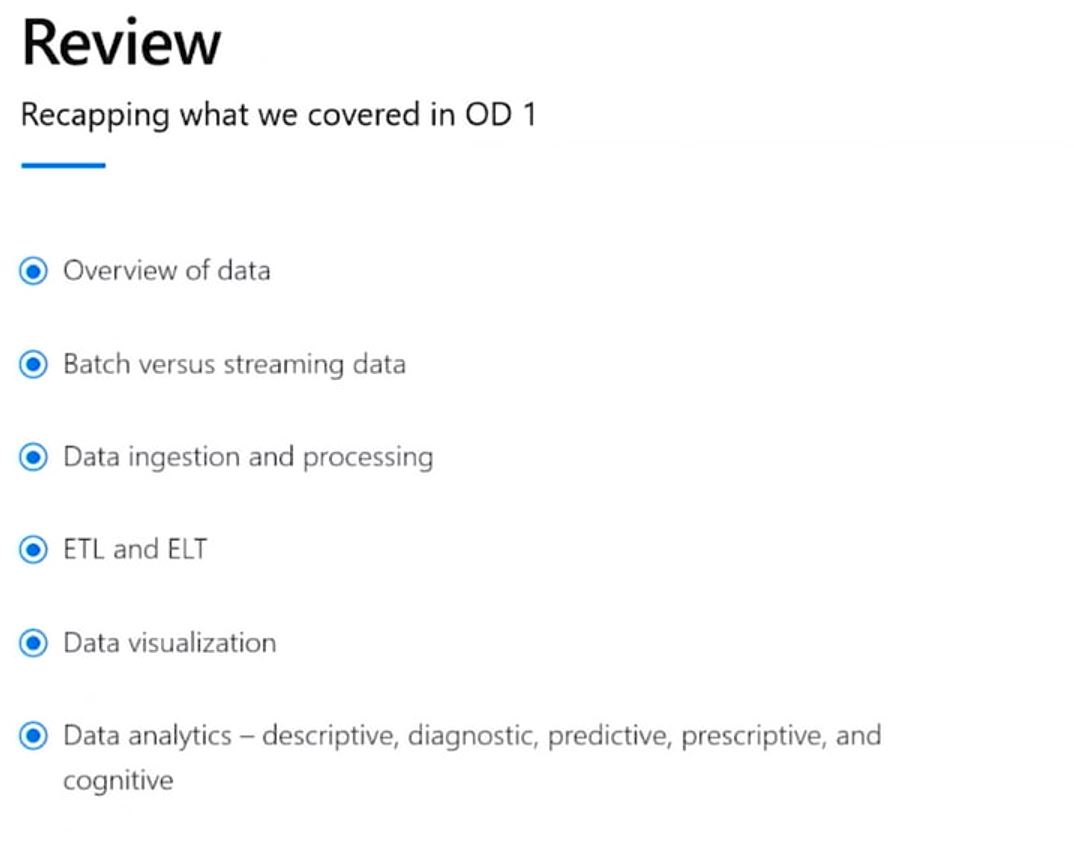 Review
Recapping what we covered in OD 1
Overview of data
Batch versus streaming data
Data ingestion and processing
ETL and ELT
Data visualization
Data analytics – descriptive, diagnostic, predictive, prescriptive, and
cognitive